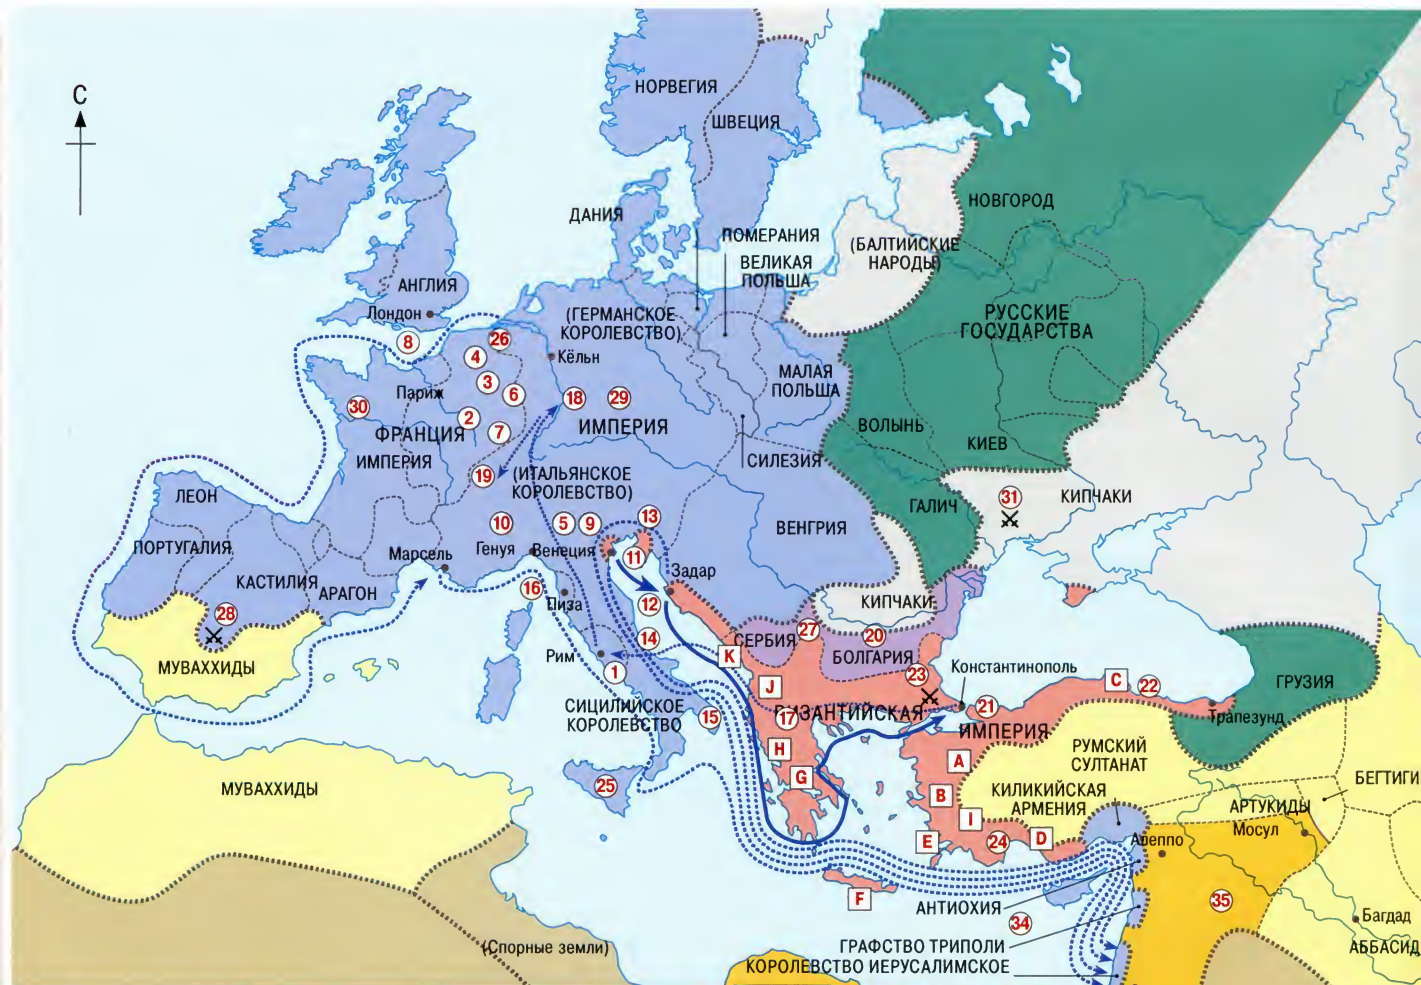 С
НОРВЕГИЯ
ШВЕЦИЯ
ДАНИЯ
НОВГОРОД
ПОМЕРАНИЯ
(БАЛТИЙСКИЕ
НАРОДЫ)
ВЕЛИКАЯ
ПОЛЬША
АНГЛИЯ
Лондон
(ГЕРМАНСКОЕ
КОРОЛЕВСТВО)
РУССКИЕ
ГОСУДАРСТВА
8
26
4
Кёльн
МАЛАЯ
ПОЛЬША
3
6
Париж
18
29
30
2
7
ФРАНЦИЯ
ИМПЕРИЯ
ВОЛЫНЬ
КИЕВ
ИМПЕРИЯ
СИЛЕЗИЯ
19
(ИТАЛЬЯНСКОЕ
КОРОЛЕВСТВО)
ЛЕОН
31
КИПЧАКИ
ГАЛИЧ
10
5
9
13
ВЕНГРИЯ
ПОРТУГАЛИЯ
Марсель
Генуя
Венеция
11
Задар
КАСТИЛИЯ
АРАГОН
16
Пиза
12
КИПЧАКИ
28
14
СЕРБИЯ
27
20
БОЛГАРИЯ
МУВАХХИДЫ
Рим
1
K
23
Константинополь
C
22
ГРУЗИЯ
J
СИЦИЛИЙСКОЕ
КОРОЛЕВСТВО
15
17
ВИЗАНТИЙСКАЯ
21
ИМПЕРИЯ
Трапезунд
H
A
РУМСКИЙ
СУЛТАНАТ
МУВАХХИДЫ
25
G
B
КИЛИКИЙСКАЯ
АРМЕНИЯ
БЕГТИГИ
АРТУКИДЫ
I
Мосул
E
24
D
Алеппо
F
АНТИОХИЯ
35
34
Багдад
(Спорные земли)
ГРАФСТВО ТРИПОЛИ
АББАСИД
КОРОЛЕВСТВО ИЕРУСАЛИМСКОЕ